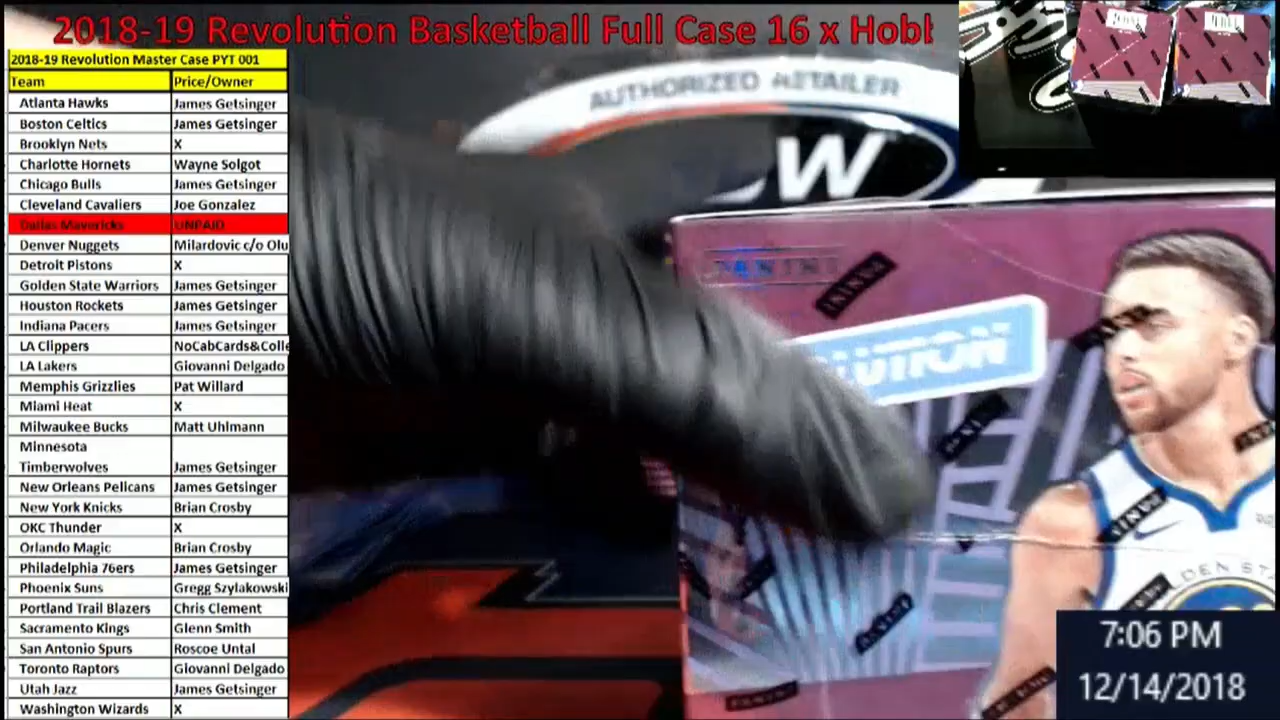 2018-19 Revolution Basketball Full Case 16 x Hobb
2018-19 Revolution Master Case PYT 001
Team Price/Owner
Atlanta Hawks James Getsinger
Boston Celtics James Getsinger
Brooklyn Nets X
Charlotte Hornets Wayne Solgot
Chicago Bulls James Getsinger
Cleveland Cavaliers Joe Gonzalez
Dallas Mavericks UNPAID
Denver Nuggets Milardovic c/o Olu
Detroit Pistons X
Golden State Warriors James Getsinger
Houston Rockets James Getsinger
Indiana Pacers James Getsinger
LA Clippers NoCabCards&Colle
LA Lakers Giovanni Delgado
Memphis Grizzlies Pat Willard
Miami Heat X
Milwaukee Bucks Matt Uhlmann
Minnesota
Timberwolves James Getsinger
New Orleans Pelicans James Getsinger
New York Knicks Brian Crosby
OKC Thunder X
Orlando Magic Brian Crosby
Philadelphia 76ers James Getsinger
Phoenix Suns Gregg Szylakowski
Portland Trail Blazers Chris Clement
Sacramento Kings Glenn Smith
San Antonio Spurs Roscoe Untal
Toronto Raptors Giovanni Delgado
Utah Jazz James Getsinger
Washington Wizards X
AUTHORIZED RETAILER
W
PANINI
LUTION
PANINI
LDEN STA
7:06 PM
12/14/2018